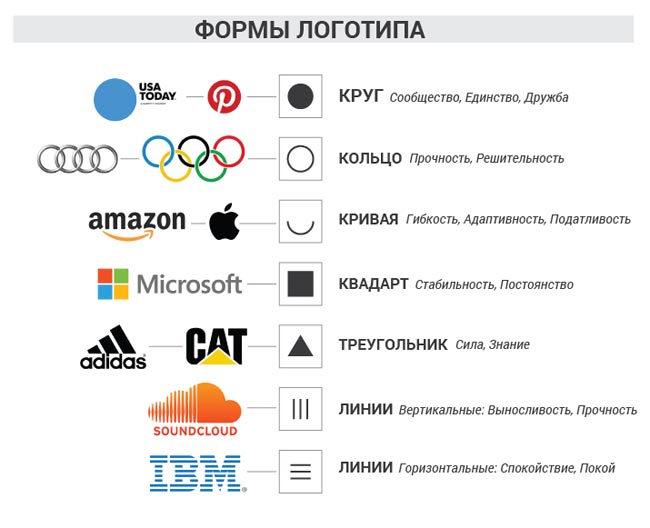 ФОРМЫ ЛОГОТИПА
USA
TODAY
КРУГ Сообщество, Единство, Дружба
КОЛЬЦО Прочность, Решительность
amazon
КРИВАЯ Гибкость, Адаптивность, Податливость
Microsoft
КВАДАРТ Стабильность, Постоянство
adidas
CAT
ТРЕУГОЛЬНИК Сила, Знание
SOUNDCLOUD
ЛИНИИ Вертикальные: Выносливость, Прочность
IBM
ЛИНИИ Горизонтальные: Спокойствие, Покой